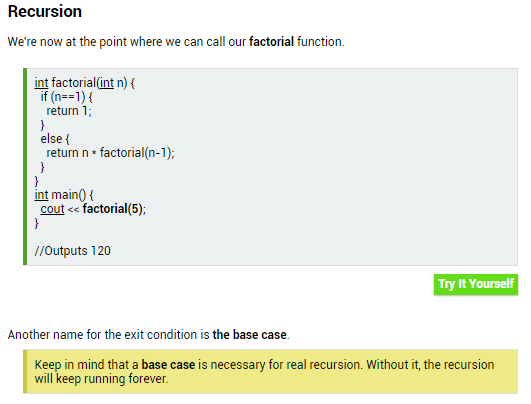 Recursion
We're now at the point where we can call our factorial function.
int factorial(int n) {
if (n==1) {
return 1;
}
else {
return n * factorial(n-1);
}
}
int main() {
cout << factorial(5);
}
//Outputs 120
Try It Yourself
Another name for the exit condition is the base case.
Keep in mind that a base case is necessary for real recursion. Without it, the recursion
will keep running forever.